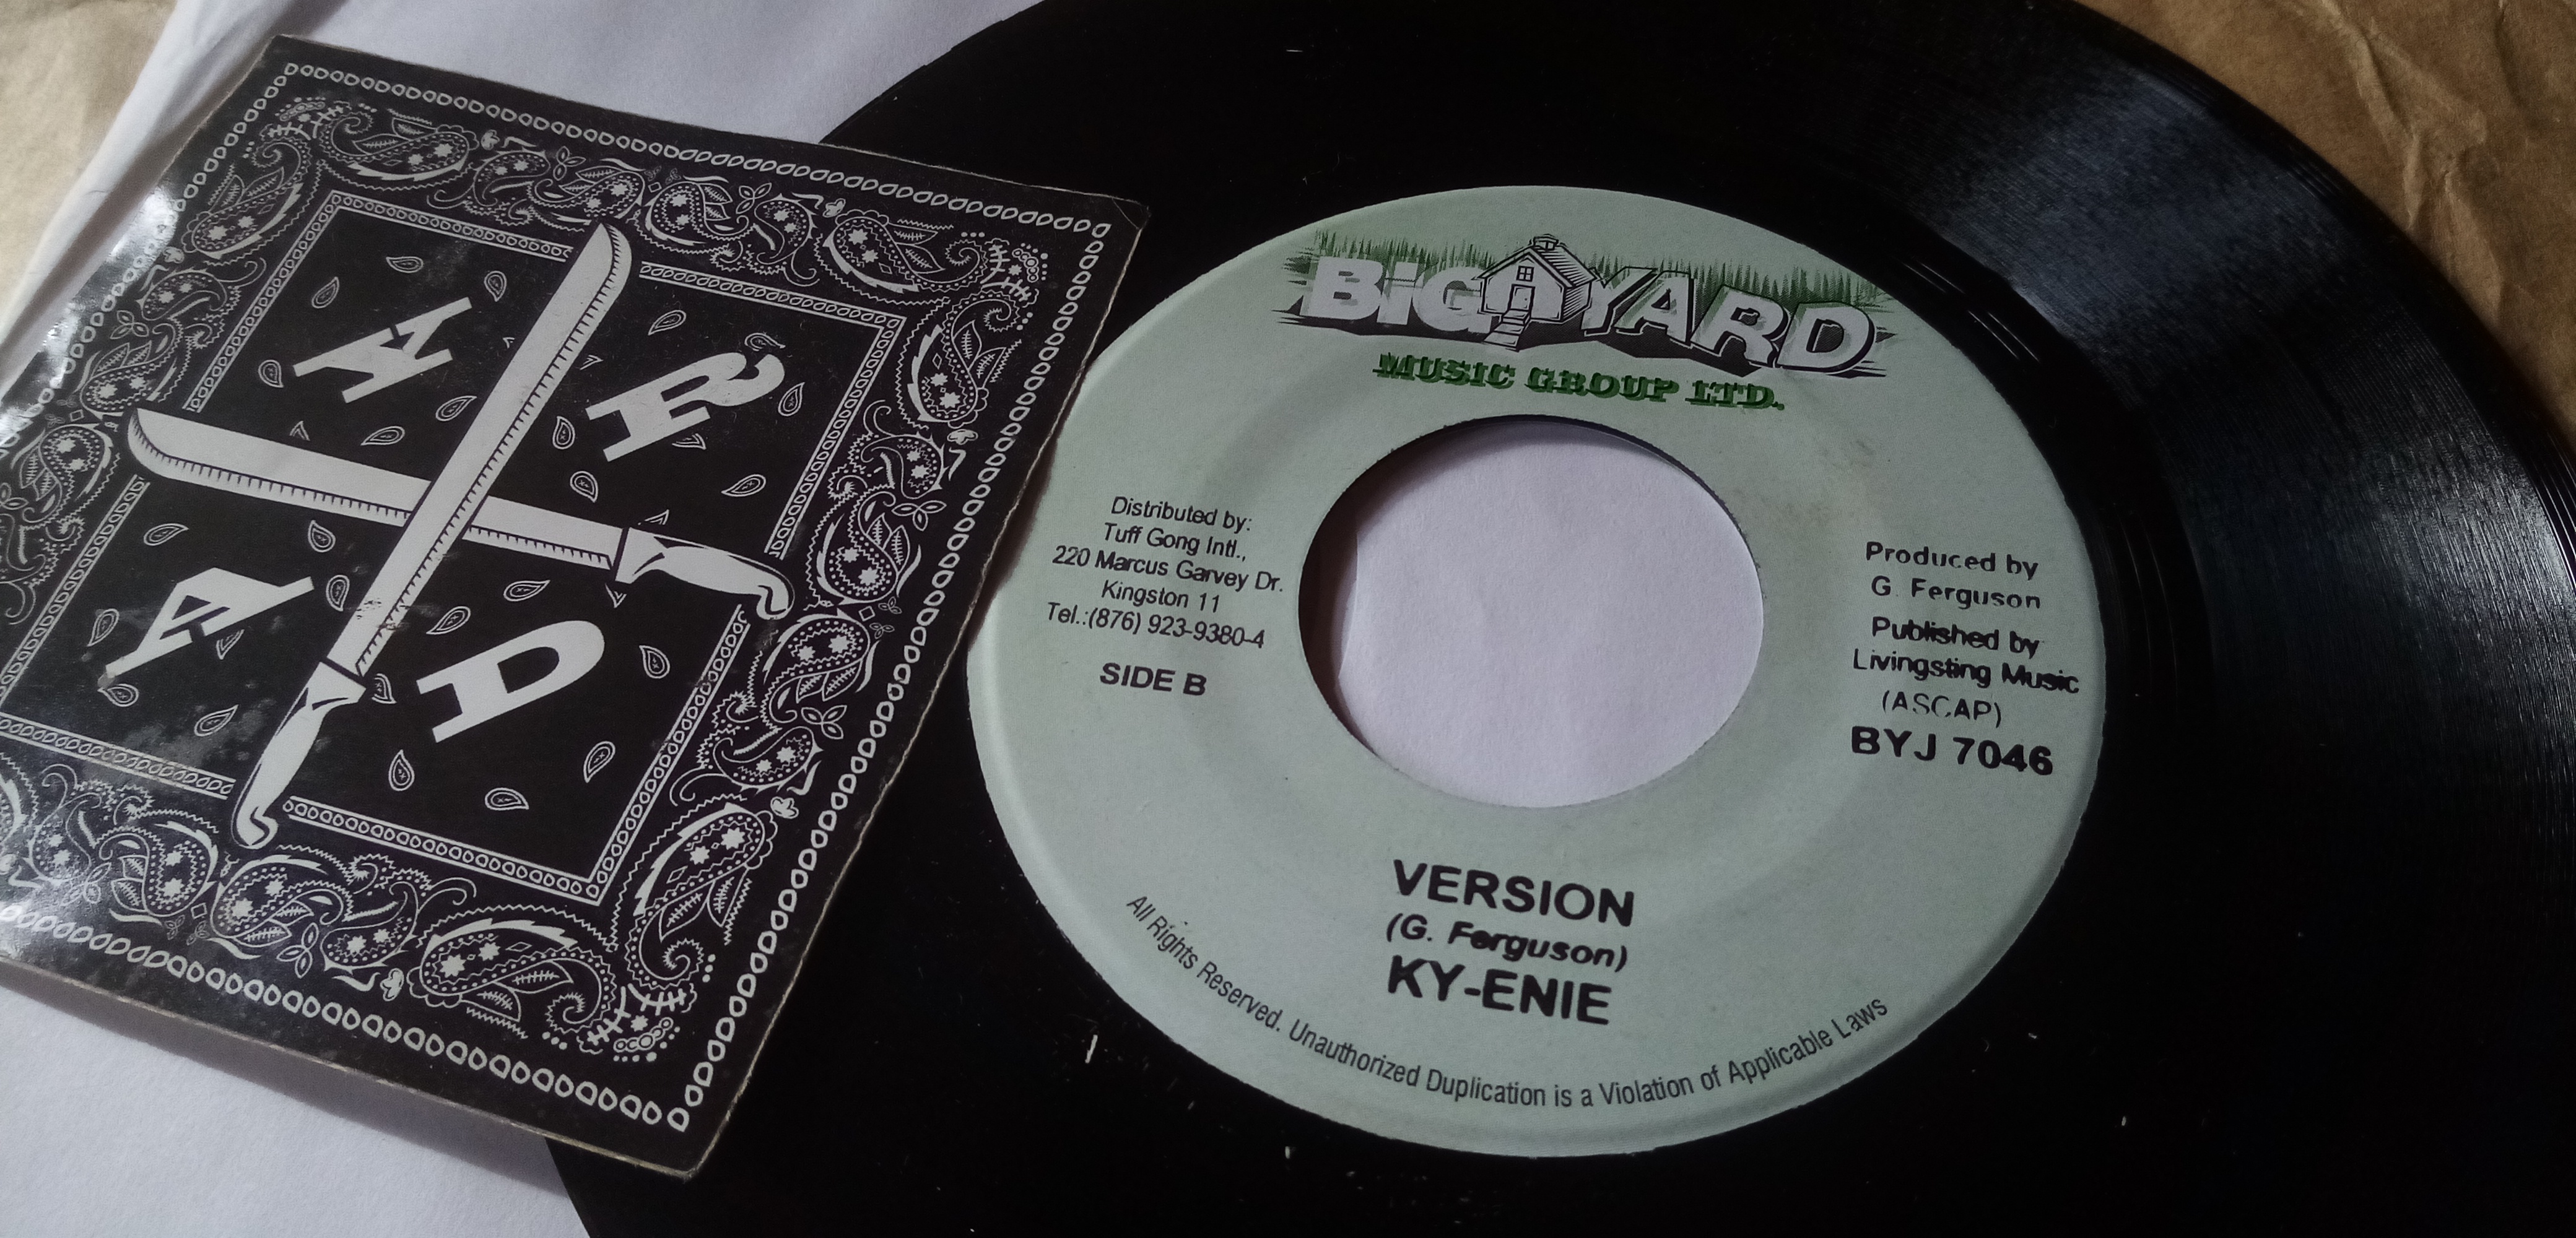 H R
A D
BiG YARD
MUSIC GROUP LTD.
Distributed by:
Tuff Gong Intl.,
220 Marcus Garvey Dr.
Kingston 11
Tel.:(876) 923-9380-4
SIDE B
Produced by
G. Ferguson
Published by
Livingsting Music
(ASCAP)
BYJ 7046
VERSION
(G. Ferguson)
KY-ENIE
All Rights Reserved. Unauthorized Duplication is a Violation of Applicable Laws